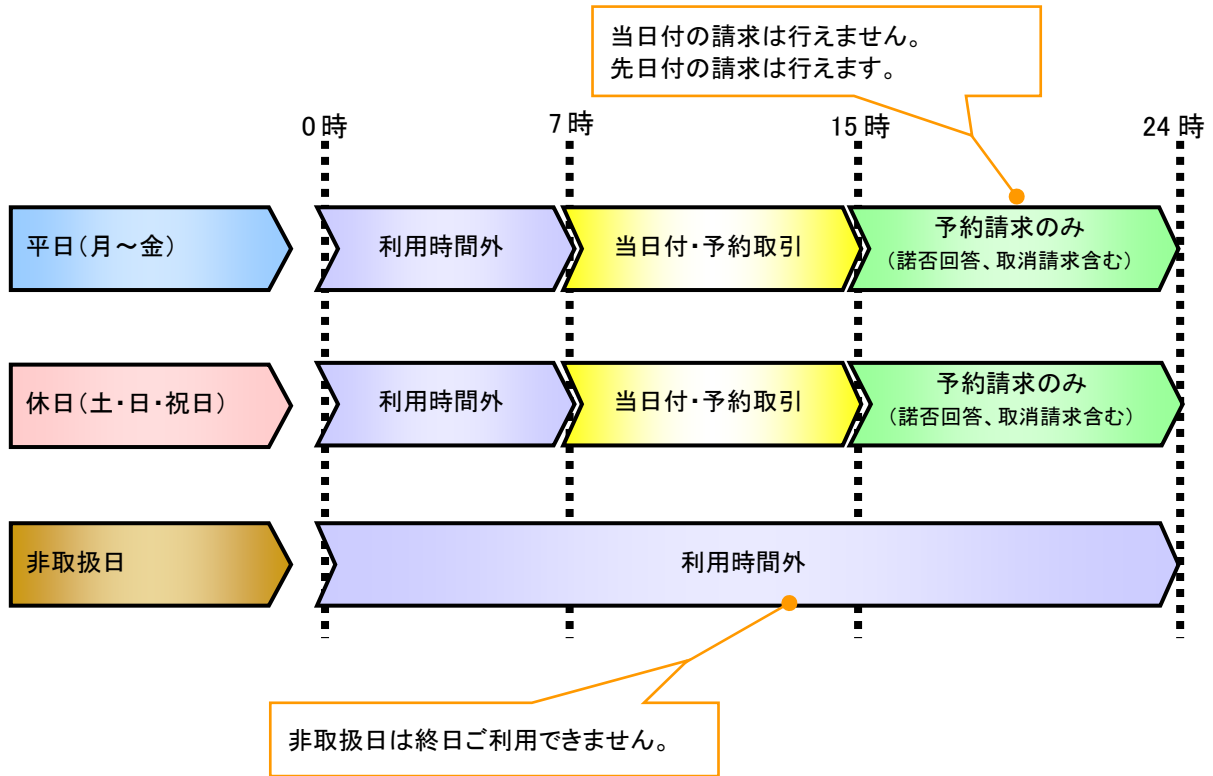 当日付の請求は行えません。
先日付の請求は行えます。
0時
7時
15時
24時
平日（月～金）
利用時間外
当日付・予約取引
予約請求のみ
（諾否回答、取消請求含む）
休日（土・日・祝日）
利用時間外
当日付・予約取引
予約請求のみ
（諾否回答、取消請求含む）
非取扱日
利用時間外
非取扱日は終日ご利用できません。